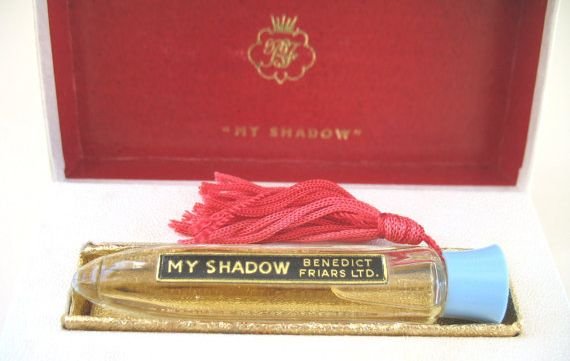 "MY SHADOW"
MY SHADOW BENEDICT
FRIARS LTD.